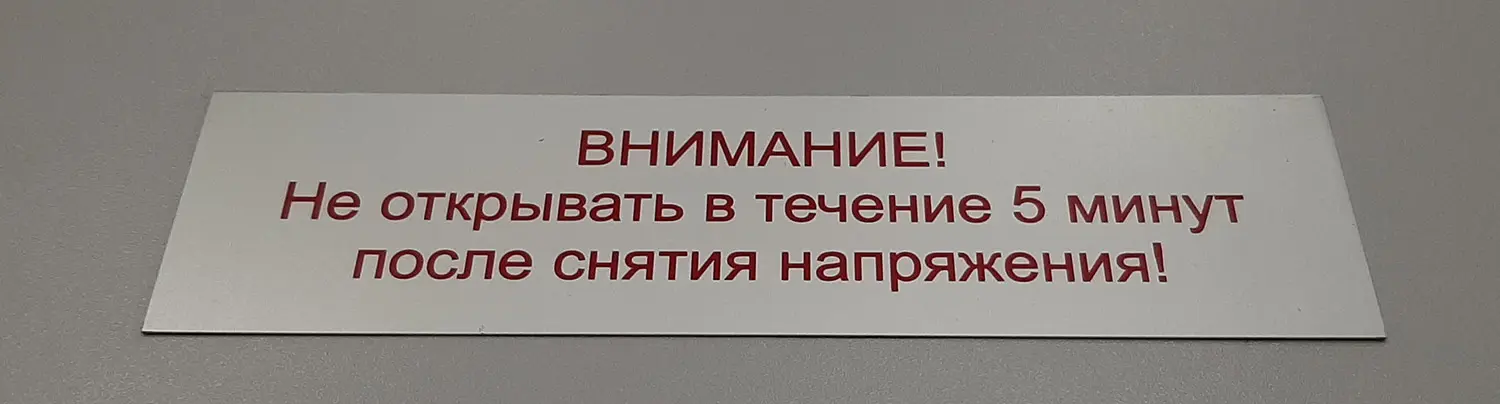 ВНИМАНИЕ!
Не открывать в течение 5 минут
после снятия напряжения!